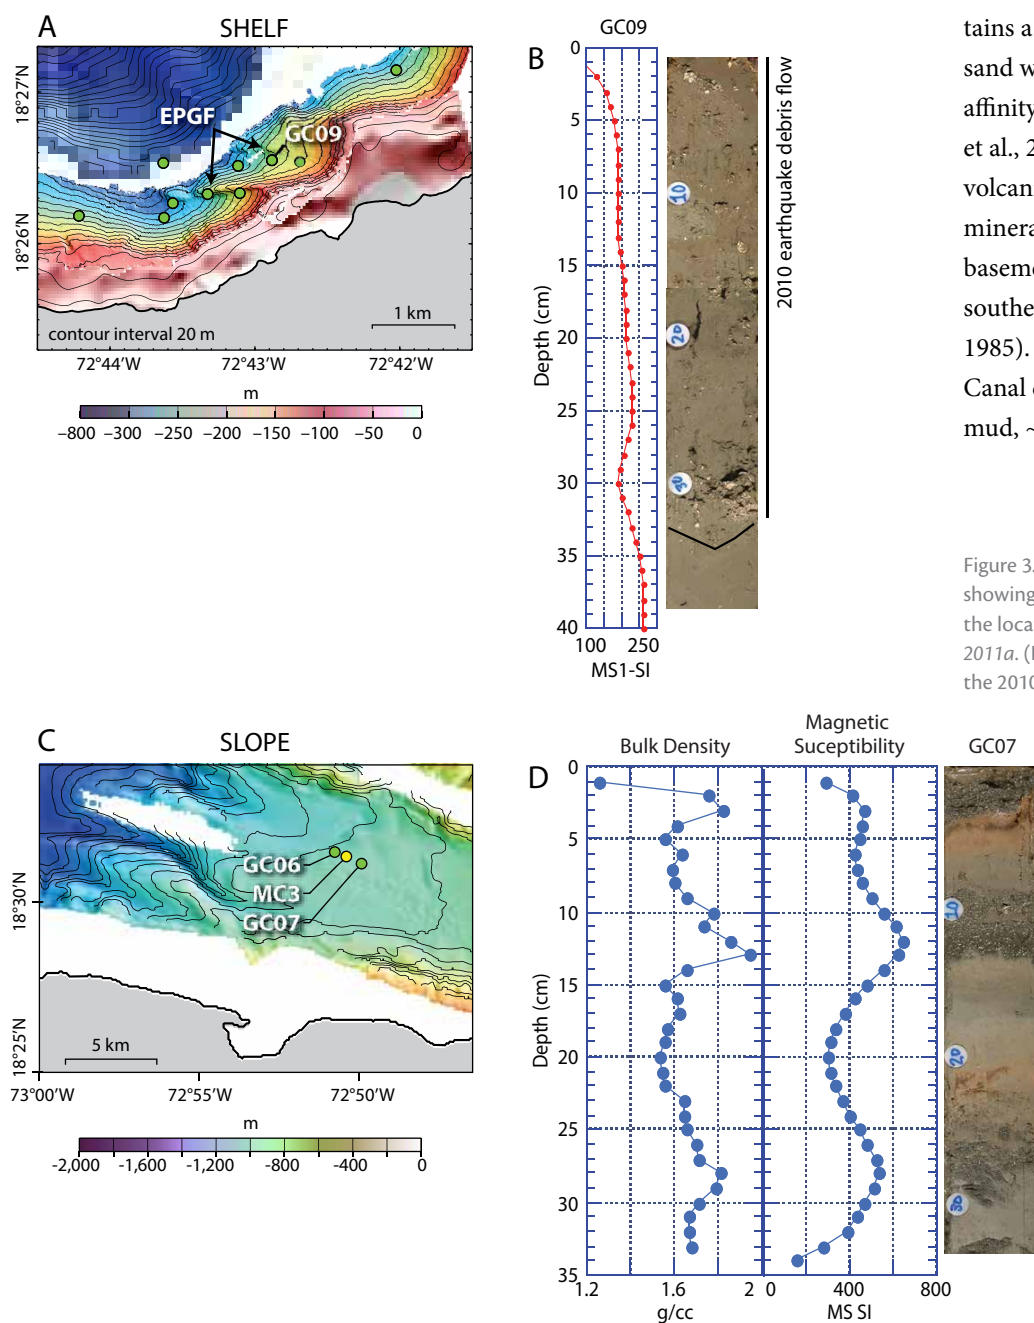 A
SHELF
18°27'N
18°26'N
EPGF
GC09
1 km
contour interval 20 m
72°44'W
72°43'W
72°42'W
m
–800 –300 –250 –200 –150 –100 –50 0
B
GC09
0
5
10
15
20
25
30
35
40
Depth (cm)
100 250
MS1-SI
10
20
30
2010 earthquake debris flow
tains a
sand w
affinity
et al., 2
volcan
minera
baseme
southe
1985).
Canal
mud, ~
Figure 3.
showing
the loca
2011a. (
the 2010
C
SLOPE
18°30'N
18°25'N
GC06
MC3
GC07
5 km
73°00'W
72°55'W
72°50'W
m
-2,000 -1,600 -1,200 -800 -400 0
D
Bulk Density
Magnetic
Suceptibility
GC07
0
5
10
15
20
25
30
35
Depth (cm)
1.2 1.6 2
g/cc
0 400 800
MS SI
10
20
30